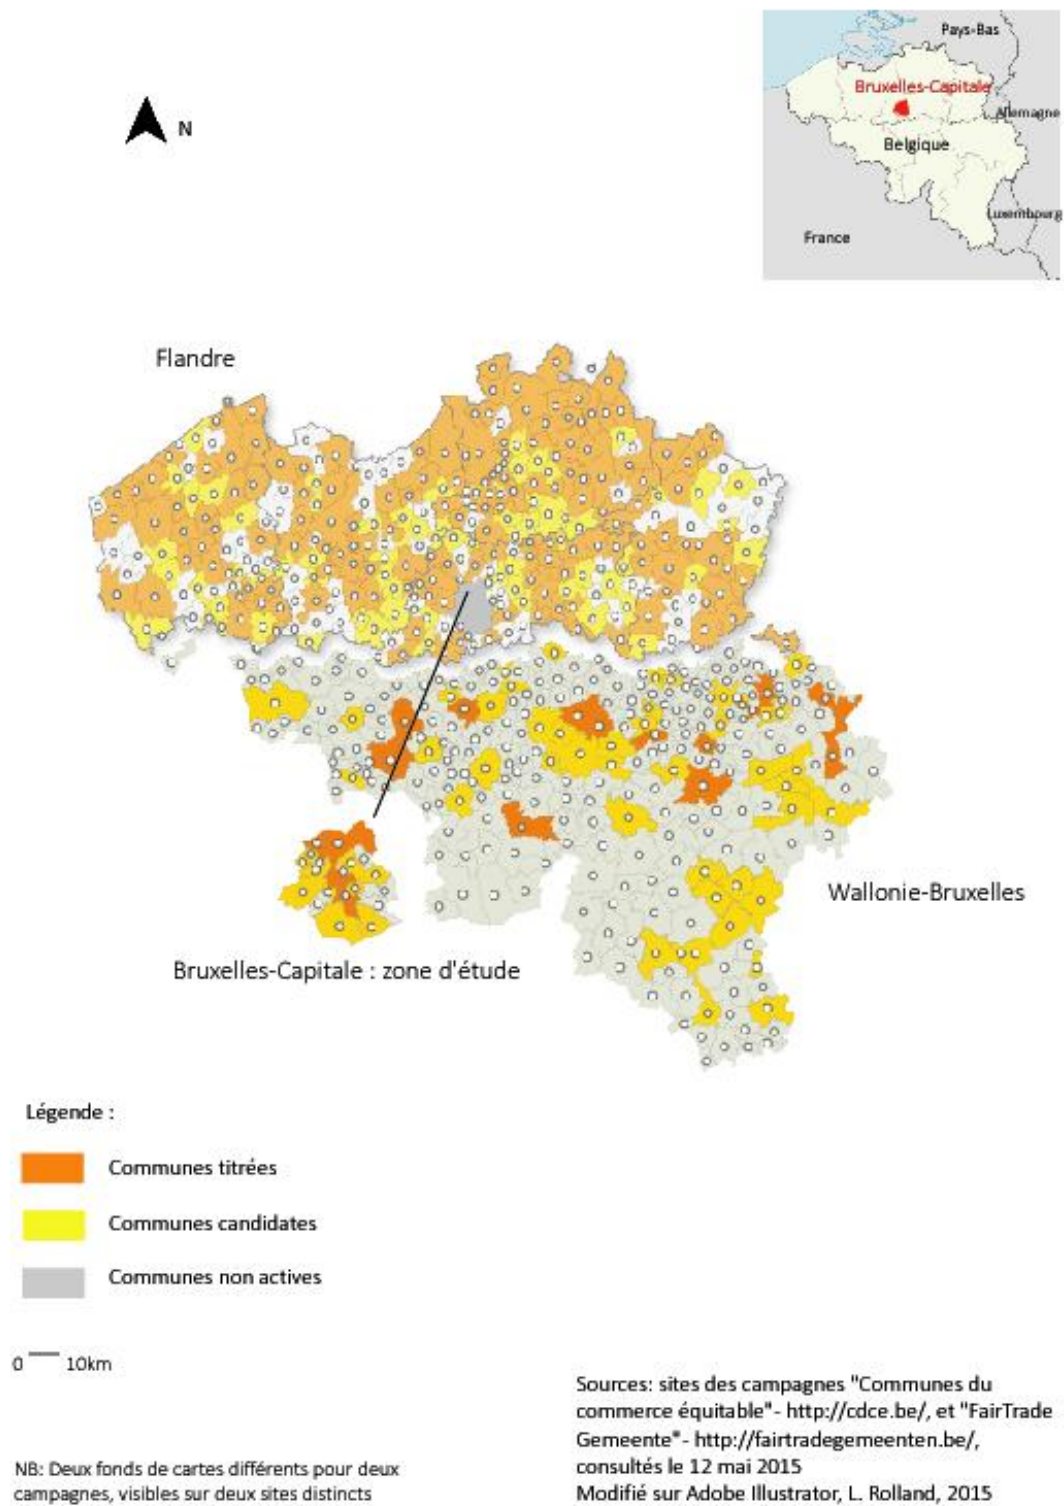 Pays-Bas
Bruxelles-Capitale
Allemagne
Belgique
Luxembourg
France
N
Flandre
Wallonie-Bruxelles
Bruxelles-Capitale : zone d'étude
Légende :
Communes titrées
Communes candidates
Communes non actives
0 10km
Sources: sites des campagnes "Communes du
commerce équitable"- http://cdce.be/, et "FairTrade
Gemeente"- http://fairtradegemeenten.be/,
consultés le 12 mai 2015
Modifié sur Adobe Illustrator, L. Rolland, 2015
NB: Deux fonds de cartes différents pour deux
campagnes, visibles sur deux sites distincts